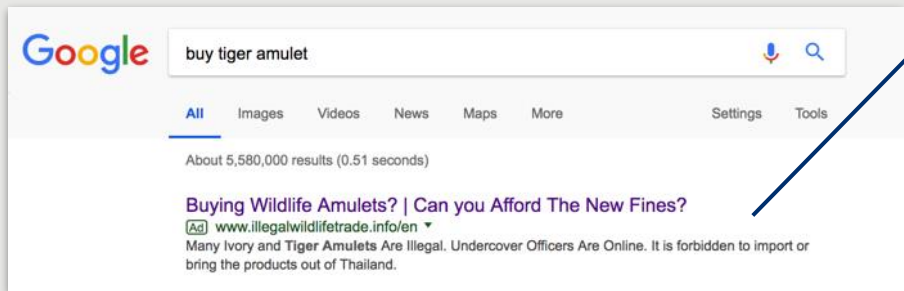 Google
buy tiger amulet
All Images Videos News Maps More Settings Tools
About 5,580,000 results (0.51 seconds)
Buying Wildlife Amulets? | Can you Afford The New Fines?
Ad www.illegalwildlifetrade.info/en
Many Ivory and Tiger Amulets Are Illegal. Undercover Officers Are Online. It is forbidden to import or
bring the products out of Thailand.